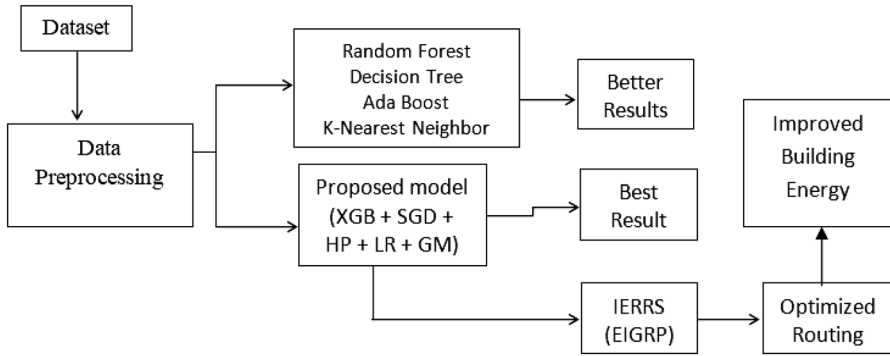 Dataset
Data
Preprocessing
Random Forest
Decision Tree
Ada Boost
K-Nearest Neighbor
Better
Results
Proposed model
(XGB + SGD +
HP + LR + GM)
Best
Result
IERRS
(EIGRP)
Optimized
Routing
Improved
Building
Energy